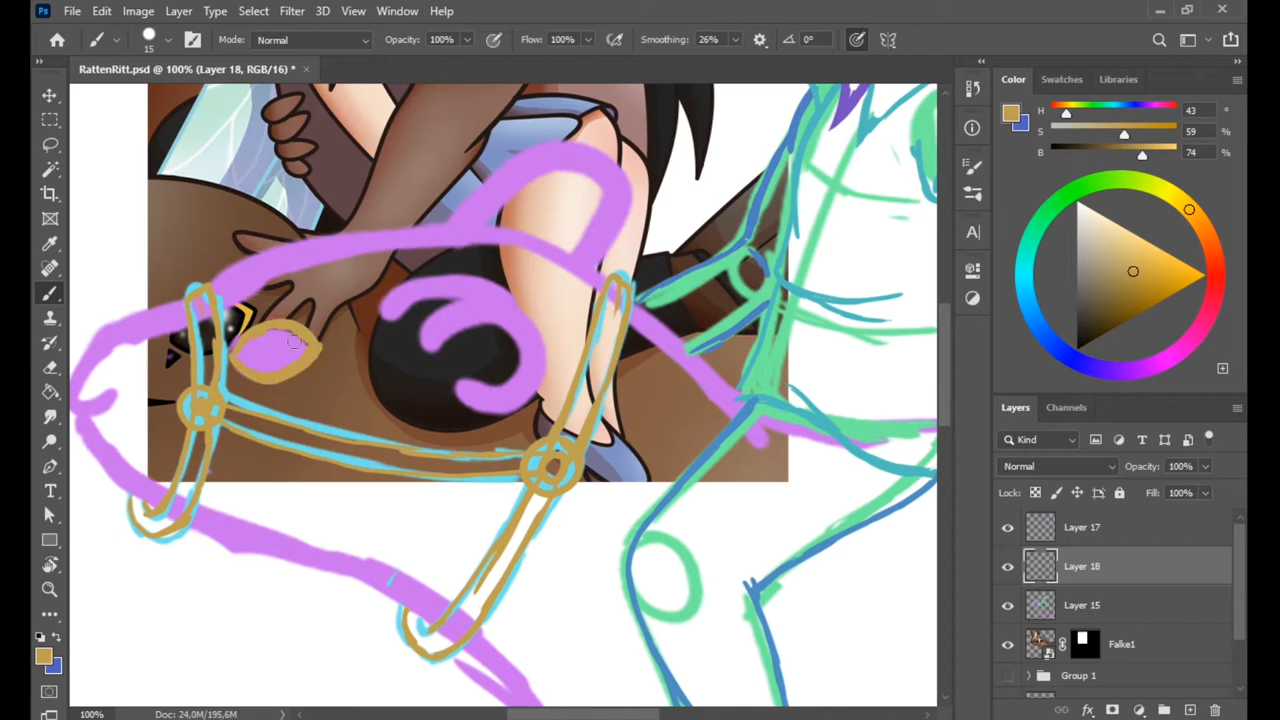 Ps File Edit Image Layer Type Select Filter 3D View Window Help
15 Mode: Normal Opacity: 100% Flow: 100% Smoothing: 26% 0°
RattenRitt.psd @ 100% (Layer 18, RGB/16) *
Color Swatches Libraries
H 43 °
S 59 %
B 74 %
Layers Channels
Kind
Normal Opacity: 100%
Lock: Fill: 100%
Layer 17
Layer 18
Layer 15
Falke1
Group 1
100% Doc: 24,0M/195,6M